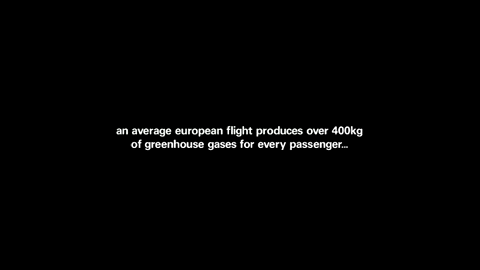 an average european flight produces over 400kg
of greenhouse gases for every passenger...